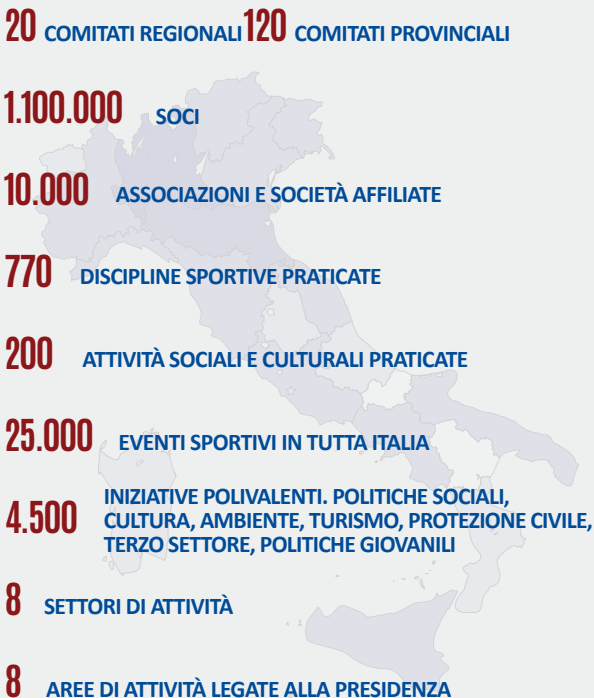 20 COMITATI REGIONALI 120 COMITATI PROVINCIALI
1.100.000 SOCI
10.000 ASSOCIAZIONI E SOCIETÀ AFFILIATE
770 DISCIPLINE SPORTIVE PRATICATE
200 ATTIVITÀ SOCIALI E CULTURALI PRATICATE
25.000 EVENTI SPORTIVI IN TUTTA ITALIA
4.500 INIZIATIVE POLIVALENTI. POLITICHE SOCIALI,
CULTURA, AMBIENTE, TURISMO, PROTEZIONE CIVILE,
TERZO SETTORE, POLITICHE GIOVANILI
8 SETTORI DI ATTIVITÀ
8 AREE DI ATTIVITÀ LEGATE ALLA PRESIDENZA